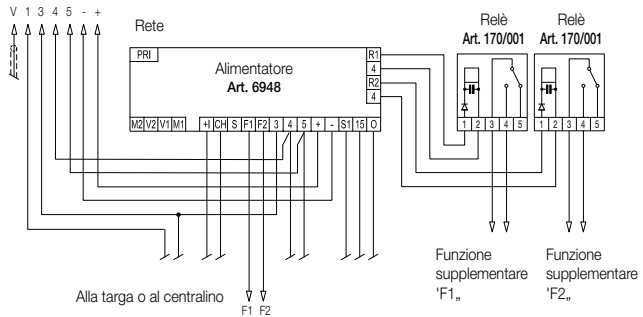 V 1 3 4 5 - +
Rete
PRI
Alimentatore
Art. 6948
R1
4
R2
4
M2 V2 V1 M1 +I CH S F1 F2 3 4 5 + - S1 15 O
Relè
Art. 170/001
1 2 3 4 5
Relè
Art. 170/001
1 2 3 4 5
Alla targa o al centralino
F1 F2
Funzione
supplementare
'F1„
Funzione
supplementare
'F2„